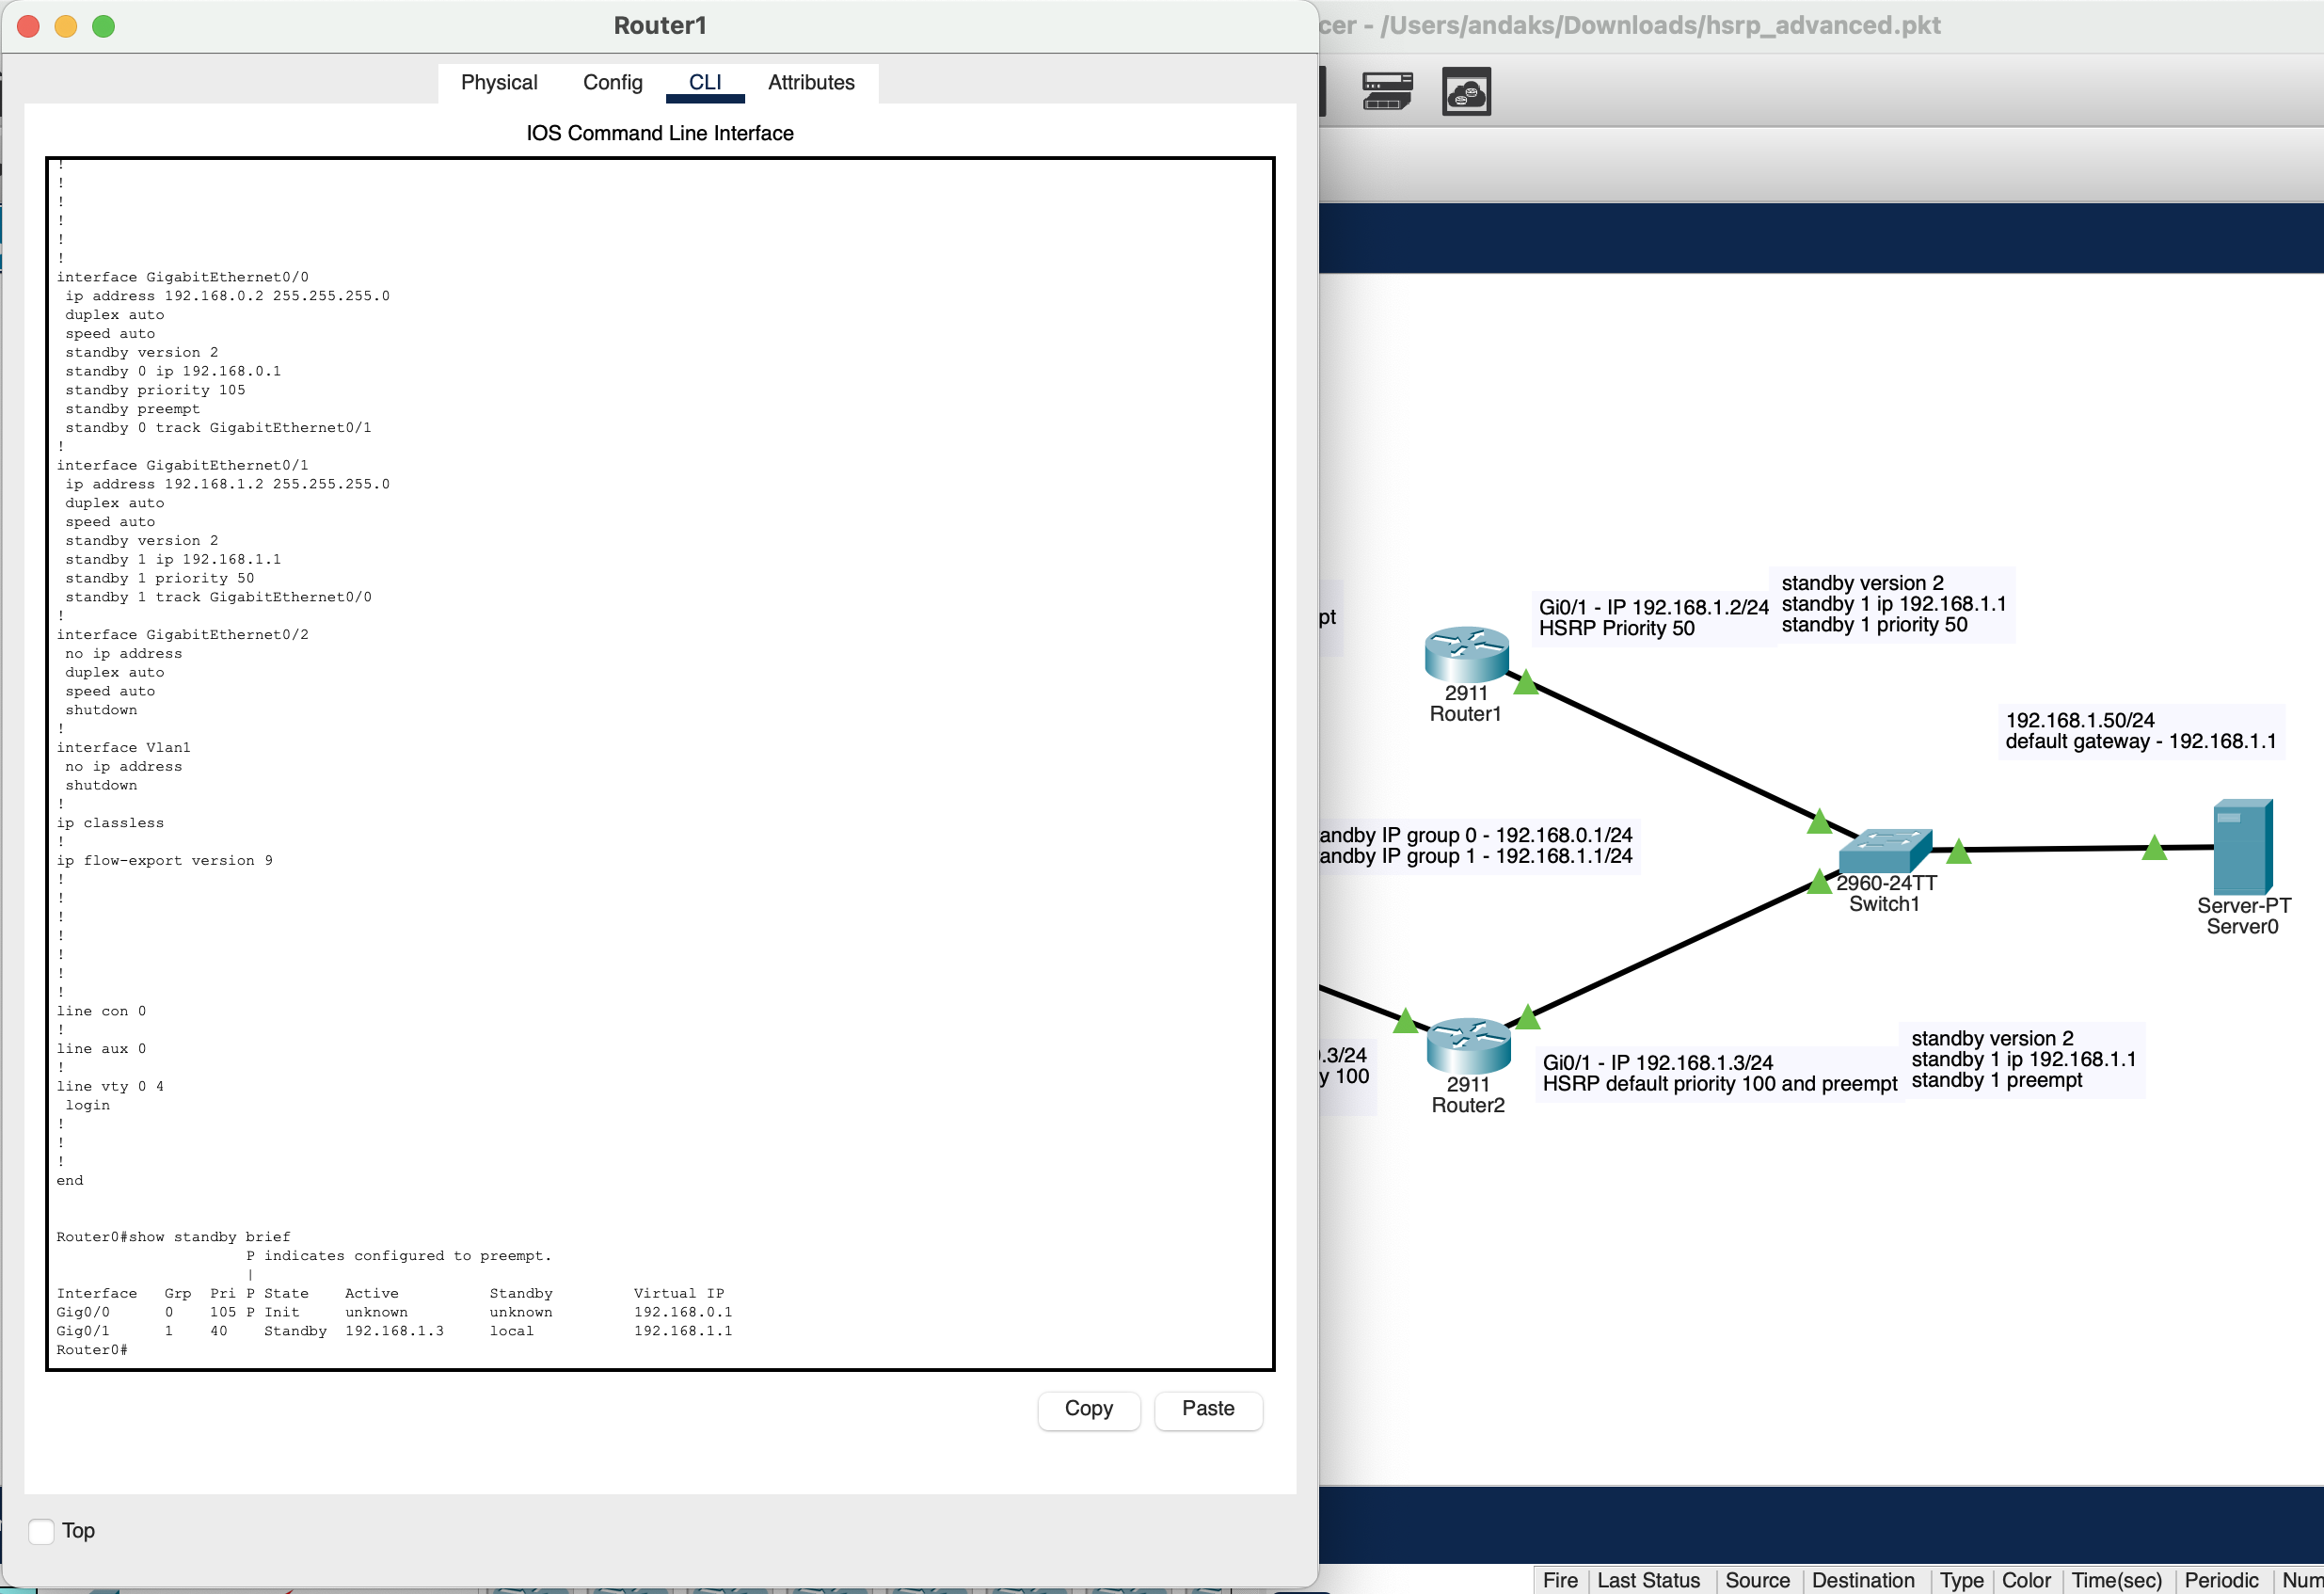 Router1
cer - /Users/andaks/Downloads/hsrp_advanced.pkt
Physical Config CLI Attributes
IOS Command Line Interface
!
!
!
!
!
!
interface GigabitEthernet0/0
 ip address 192.168.0.2 255.255.255.0
 duplex auto
 speed auto
 standby version 2
 standby 0 ip 192.168.0.1
 standby priority 105
 standby preempt
 standby 0 track GigabitEthernet0/1
!
interface GigabitEthernet0/1
 ip address 192.168.1.2 255.255.255.0
 duplex auto
 speed auto
 standby version 2
 standby 1 ip 192.168.1.1
 standby 1 priority 50
 standby 1 track GigabitEthernet0/0
!
interface GigabitEthernet0/2
 no ip address
 duplex auto
 speed auto
 shutdown
!
interface Vlan1
 no ip address
 shutdown
!
ip classless
!
ip flow-export version 9
!
!
!
!
!
!
!
line con 0
!
line aux 0
!
line vty 0 4
 login
!
!
!
end
Router0#show standby brief
                     P indicates configured to preempt.
                     |
Interface   Grp  Pri P State    Active          Standby         Virtual IP
Gig0/0      0    105 P Init     unknown         unknown         192.168.0.1
Gig0/1      1    40    Standby  192.168.1.3     local           192.168.1.1
Router0#
Copy Paste
Top
pt
Gi0/1 - IP 192.168.1.2/24
HSRP Priority 50
standby version 2
standby 1 ip 192.168.1.1
standby 1 priority 50
2911
Router1
192.168.1.50/24
default gateway - 192.168.1.1
andby IP group 0 - 192.168.0.1/24
andby IP group 1 - 192.168.1.1/24
2960-24TT
Switch1
Server-PT
Server0
.3/24
y 100
2911
Router2
Gi0/1 - IP 192.168.1.3/24
HSRP default priority 100 and preempt
standby version 2
standby 1 ip 192.168.1.1
standby 1 preempt
Fire Last Status Source Destination Type Color Time(sec) Periodic Num